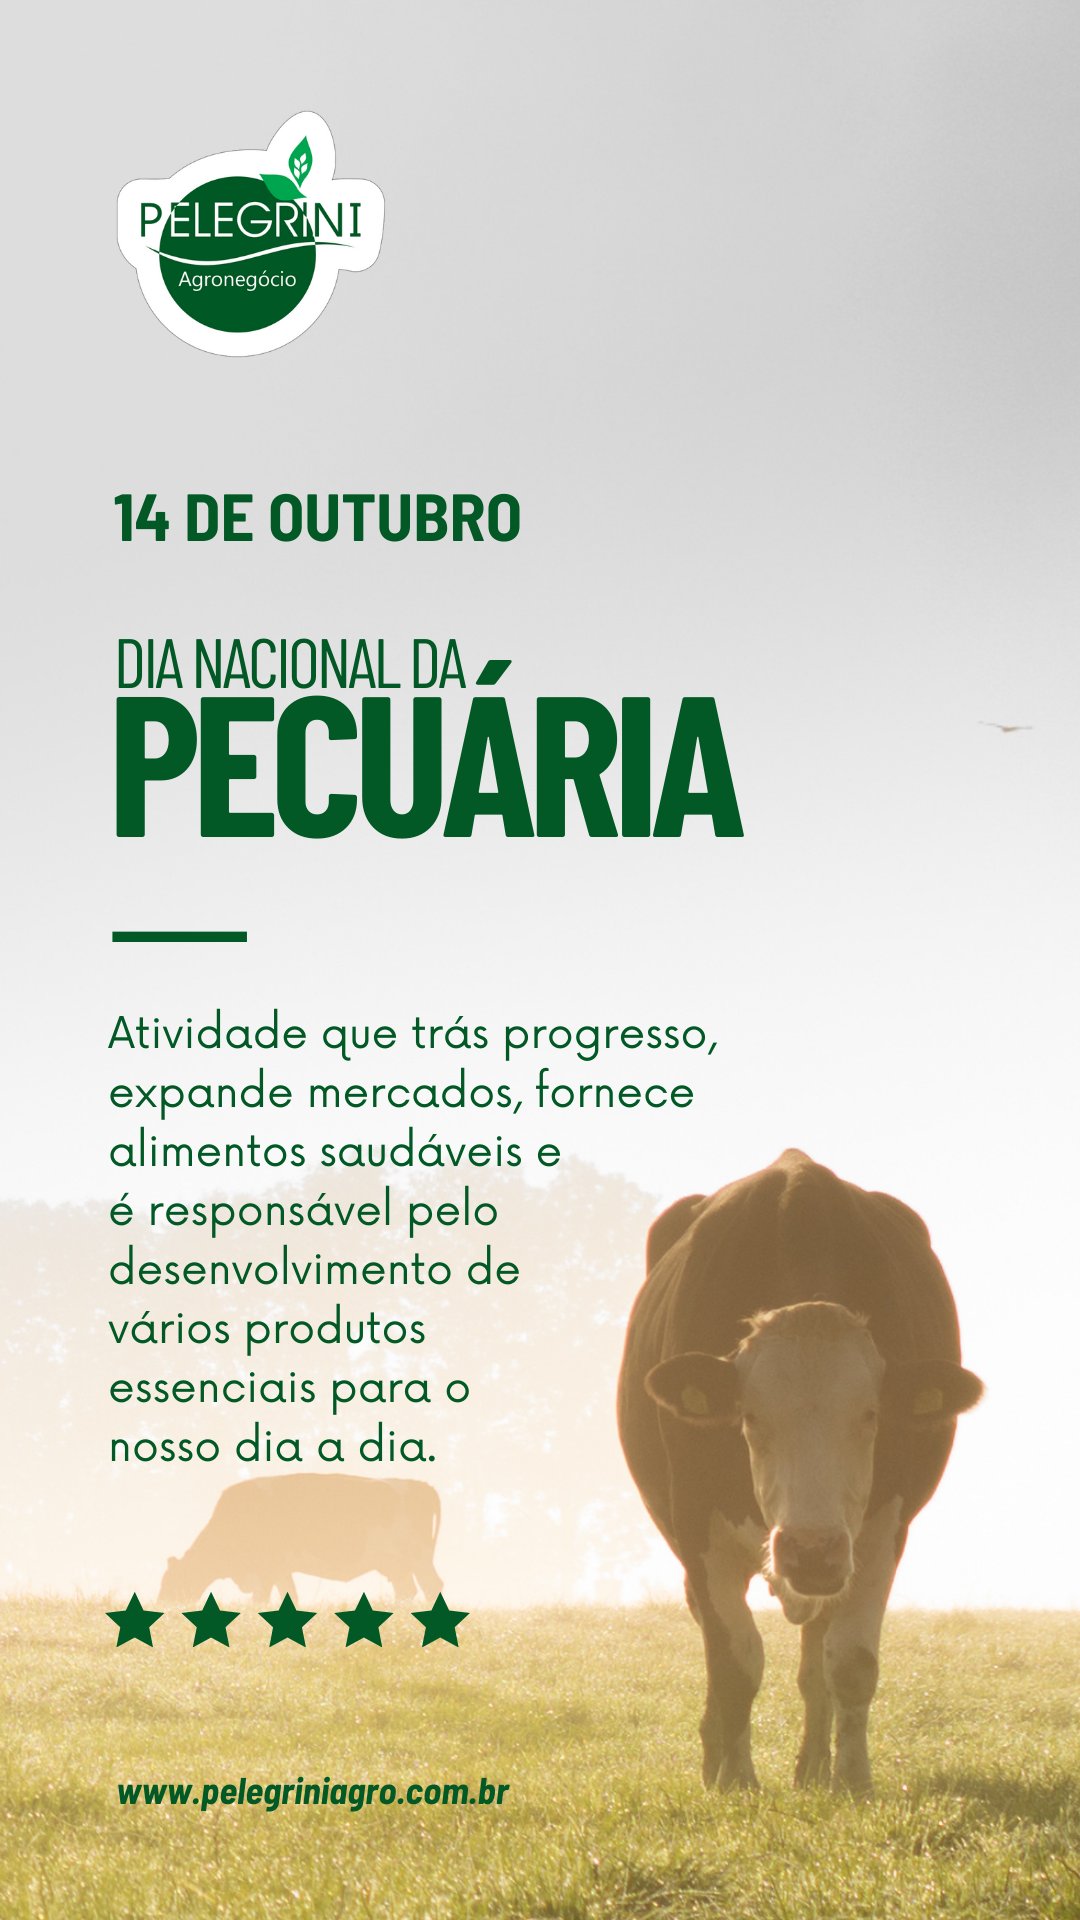 PELEGRINI
Agronegócio
14 DE OUTUBRO
DIA NACIONAL DA
PECUÁRIA
Atividade que trás progresso,
expande mercados, fornece
alimentos saudáveis e
é responsável pelo
desenvolvimento de
vários produtos
essenciais para o
nosso dia a dia.
www.pelegriniagro.com.br